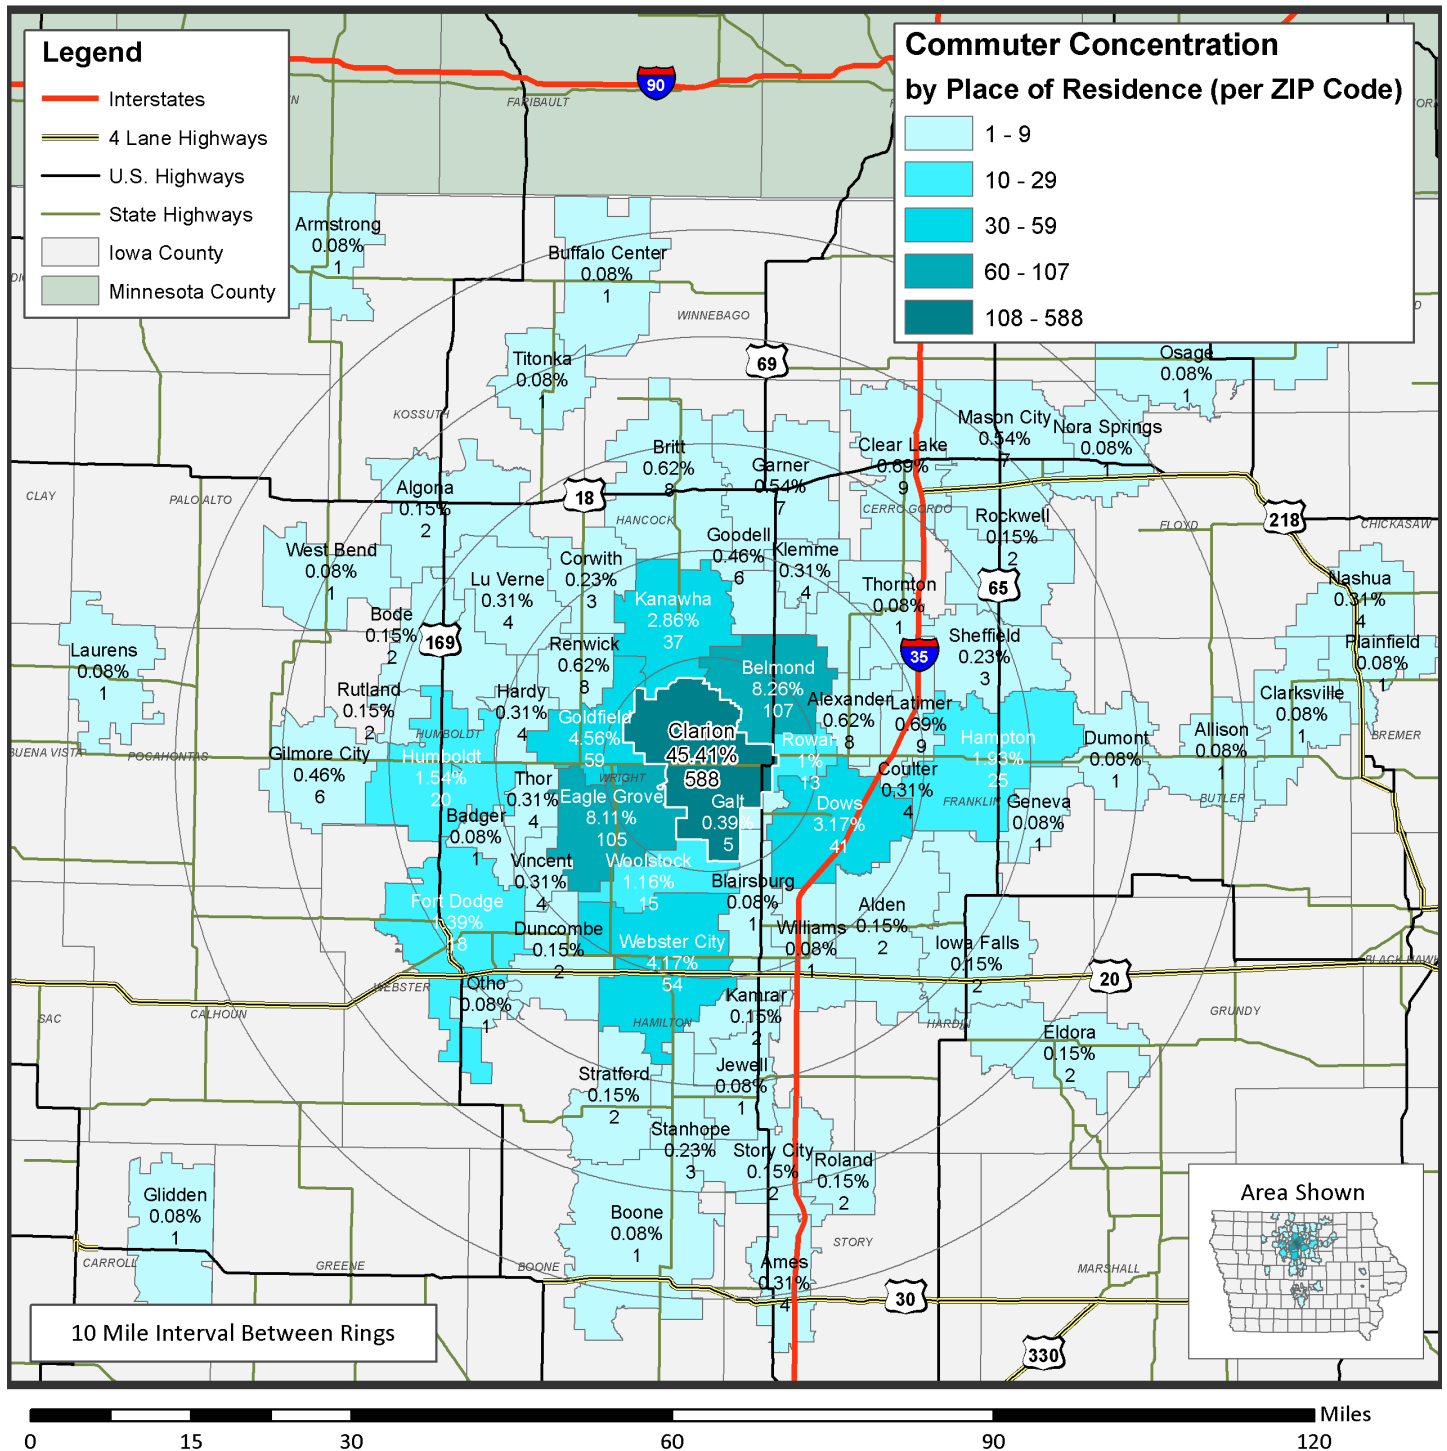 Legend
Interstates
4 Lane Highways
U.S. Highways
State Highways
Iowa County
Minnesota County
Commuter Concentration
by Place of Residence (per ZIP Code)
1 - 9
10 - 29
30 - 59
60 - 107
108 - 588
FARIBAULT
90
Armstrong
0.08%
1
Buffalo Center
0.08%
1
WINNEBAGO
Titonka
0.08%
1
69
Osage
0.08%
1
KOSSUTH
Mason City
0.54%
7
Nora Springs
0.08%
1
Clear Lake
0.69%
9
Britt
0.62%
8
Garner
0.54%
7
CLAY
PALO ALTO
Algona
0.15%
2
18
HANCOCK
CERRO GORDO
Rockwell
0.15%
2
FLOYD
218
CHICKASAW
West Bend
0.08%
1
Goodell
0.46%
6
Klemme
0.31%
4
Corwith
0.23%
3
Lu Verne
0.31%
4
Thornton
0.08%
1
65
Nashua
0.31%
4
Kanawha
2.86%
37
Bode
0.15%
2
169
Laurens
0.08%
1
Renwick
0.62%
8
35
Sheffield
0.23%
3
Plainfield
0.08%
1
Belmond
8.26%
107
Rutland
0.15%
2
Hardy
0.31%
4
Alexander
0.62%
8
Latimer
0.69%
9
Clarksville
0.08%
1
Goldfield
4.56%
59
Clarion
45.41%
588
Rowan
1%
13
Hampton
1.93%
25
Dumont
0.08%
1
Allison
0.08%
1
BREMER
BUENA VISTA
POCAHONTAS
HUMBOLDT
Gilmore City
0.46%
6
Humboldt
1.54%
20
Thor
0.31%
4
WRIGHT
Eagle Grove
8.11%
105
Galt
0.39%
5
Dows
3.17%
41
Coulter
0.31%
4
FRANKLIN
Geneva
0.08%
1
BUTLER
Badger
0.08%
1
Vincent
0.31%
4
Woolstock
1.16%
15
Blairsburg
0.08%
1
Fort Dodge
1.39%
18
Duncombe
0.15%
2
Webster City
4.17%
54
Williams
0.08%
1
Alden
0.15%
2
Iowa Falls
0.15%
2
20
BLACK HAWK
WEBSTER
Otho
0.08%
1
Kamrar
0.15%
2
SAC
CALHOUN
HAMILTON
HARDIN
GRUNDY
Eldora
0.15%
2
Stratford
0.15%
2
Jewell
0.08%
1
Stanhope
0.23%
3
Story City
0.15%
2
Roland
0.15%
2
Glidden
0.08%
1
Boone
0.08%
1
STORY
Ames
0.31%
4
CARROLL
GREENE
BOONE
30
MARSHALL
330
Area Shown
10 Mile Interval Between Rings
0 15 30 60 90 120
Miles